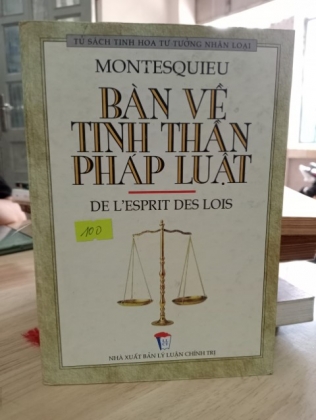 TỦ SÁCH TINH HOA TƯ TƯỞNG NHÂN LOẠI
MONTESQUIEU
BÀN VỀ
TINH THẦN
PHÁP LUẬT
DE L'ESPRIT DES LOIS
100
NHÀ XUẤT BẢN LÝ LUẬN CHÍNH TRỊ